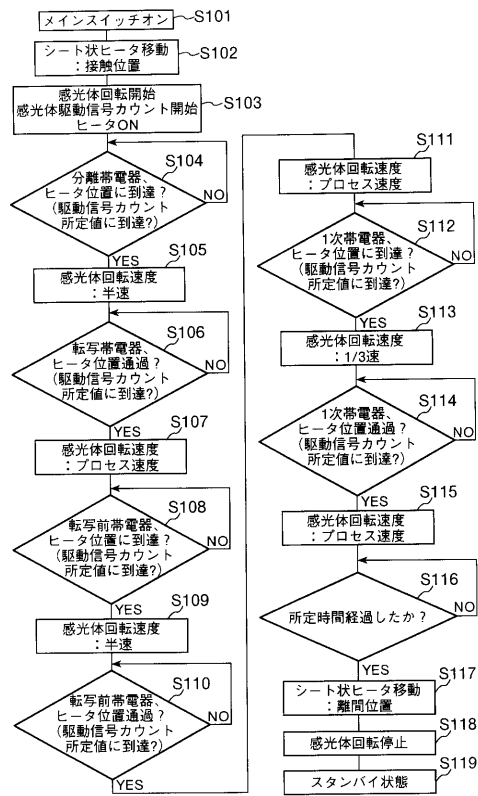 メインスイッチオン
S101
シート状ヒータ移動
:接触位置
S102
感光体回転開始
感光体駆動信号カウント開始
ヒータON
S103
分離帯電器、
ヒータ位置に到達?
(駆動信号カウント
所定値に到達?)
S104
NO
YES
感光体回転速度
:半速
S105
転写帯電器、
ヒータ位置通過?
(駆動信号カウント
所定値に到達?)
S106
NO
YES
感光体回転速度
:プロセス速度
S107
転写前帯電器、
ヒータ位置に到達?
(駆動信号カウント
所定値に到達?)
S108
NO
YES
感光体回転速度
:半速
S109
転写前帯電器、
ヒータ位置通過?
(駆動信号カウント
所定値に到達?)
S110
NO
YES
感光体回転速度
:プロセス速度
S111
1次帯電器、
ヒータ位置に到達?
(駆動信号カウント
所定値に到達?)
S112
NO
YES
感光体回転速度
:1/3速
S113
1次帯電器、
ヒータ位置通過?
(駆動信号カウント
所定値に到達?)
S114
NO
YES
感光体回転速度
:プロセス速度
S115
所定時間経過したか?
S116
NO
YES
シート状ヒータ移動
:離間位置
S117
感光体回転停止
S118
スタンバイ状態
S119